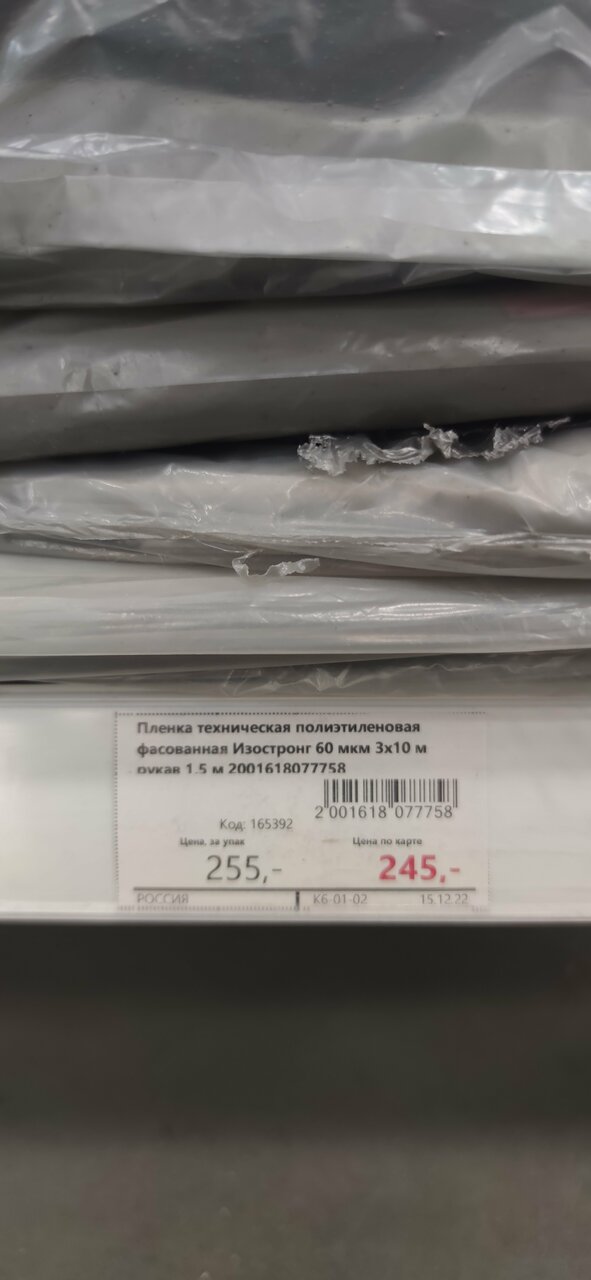 Пленка техническая полиэтиленовая
фасованная Изостронг 60 мкм 3х10 м
рукав 1,5 м 2001618077758
2 001618 077758
Код: 165392
Цена, за упак
Цена по карте
255,-
245,-
РОССИЯ
К6-01-02
15.12.22